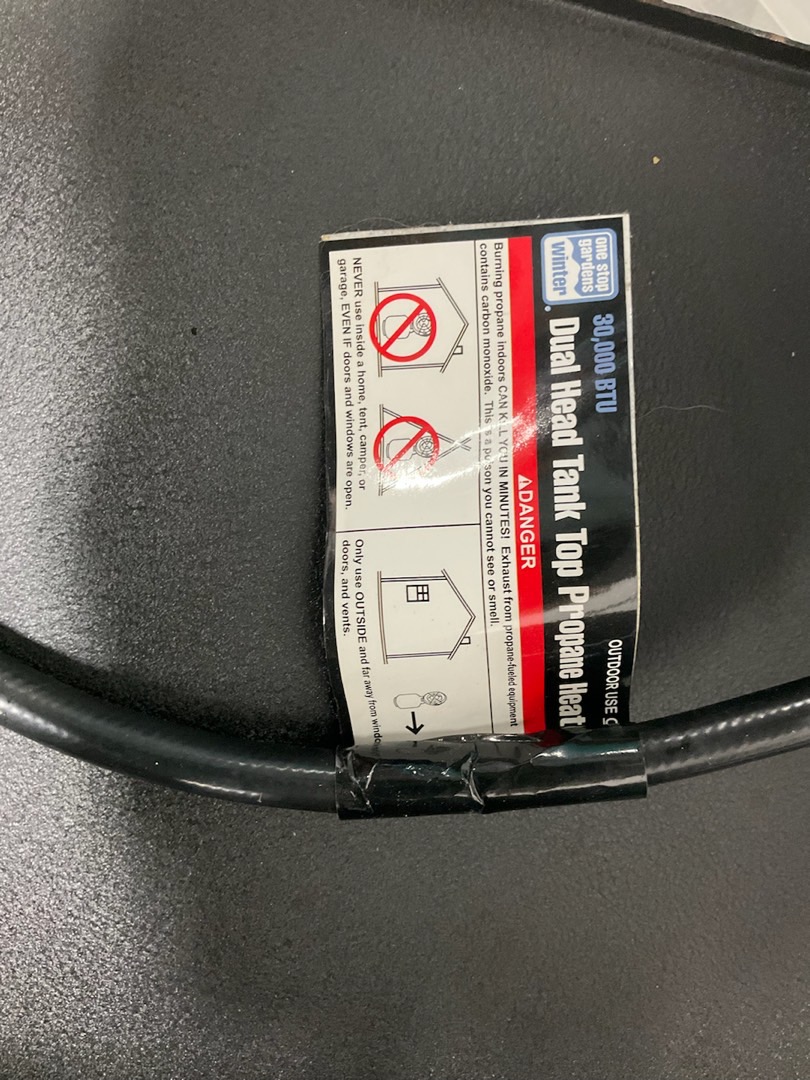 one stop
gardens
Winter
30,000 BTU
OUTDOOR USE
Dual Head Tank Top Propane Heat
DANGER
Burning propane indoors CAN KILL YOU IN MINUTES! Exhaust from propane-fueled equipment
contains carbon monoxide. This is a poison you cannot see or smell.
NEVER use inside a home, tent, camper, or
garage, EVEN IF doors and windows are open.
Only use OUTSIDE and far away from windo
doors, and vents.